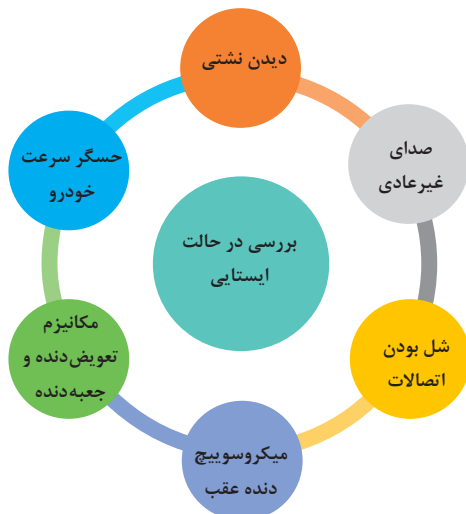 دیدن نشتی
صدای
غیرعادی
شل بودن
اتصالات
میکروسوییچ
دنده عقب
مکانیزم
تعویض‌دنده و
جعبه‌دنده
حسگر سرعت
خودرو
بررسی در حالت
ایستایی